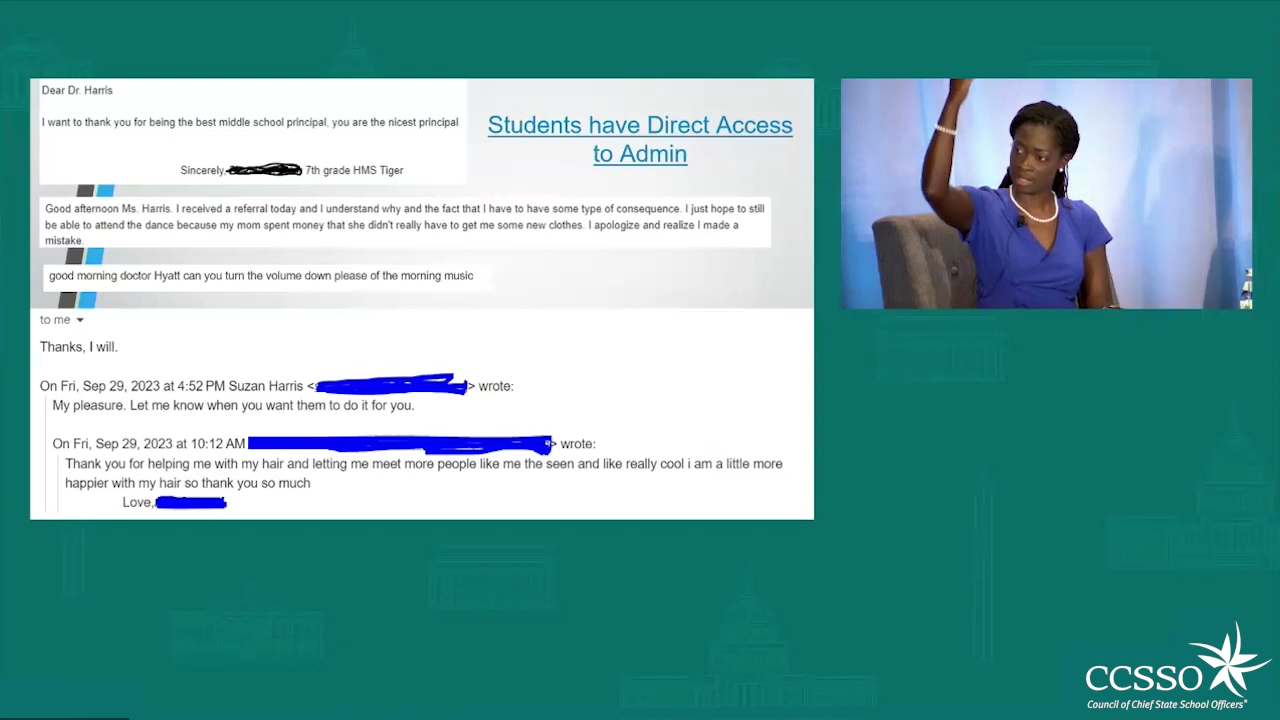 Dear Dr. Harris
I want to thank you for being the best middle school principal, you are the nicest principal
Sincerely, 7th grade HMS Tiger
Students have Direct Access
to Admin
Good afternoon Ms. Harris. I received a referral today and I understand why and the fact that I have to have some type of consequence. I just hope to still
be able to attend the dance because my mom spent money that she didn't really have to get me some new clothes. I apologize and realize I made a
mistake.
good morning doctor Hyatt can you turn the volume down please of the morning music
to me
Thanks, I will.
On Fri, Sep 29, 2023 at 4:52 PM Suzan Harris < > wrote:
My pleasure. Let me know when you want them to do it for you.
On Fri, Sep 29, 2023 at 10:12 AM > wrote:
Thank you for helping me with my hair and letting me meet more people like me the seen and like really cool i am a little more
happier with my hair so thank you so much
Love,
CCSSO
Council of Chief State School Officers®